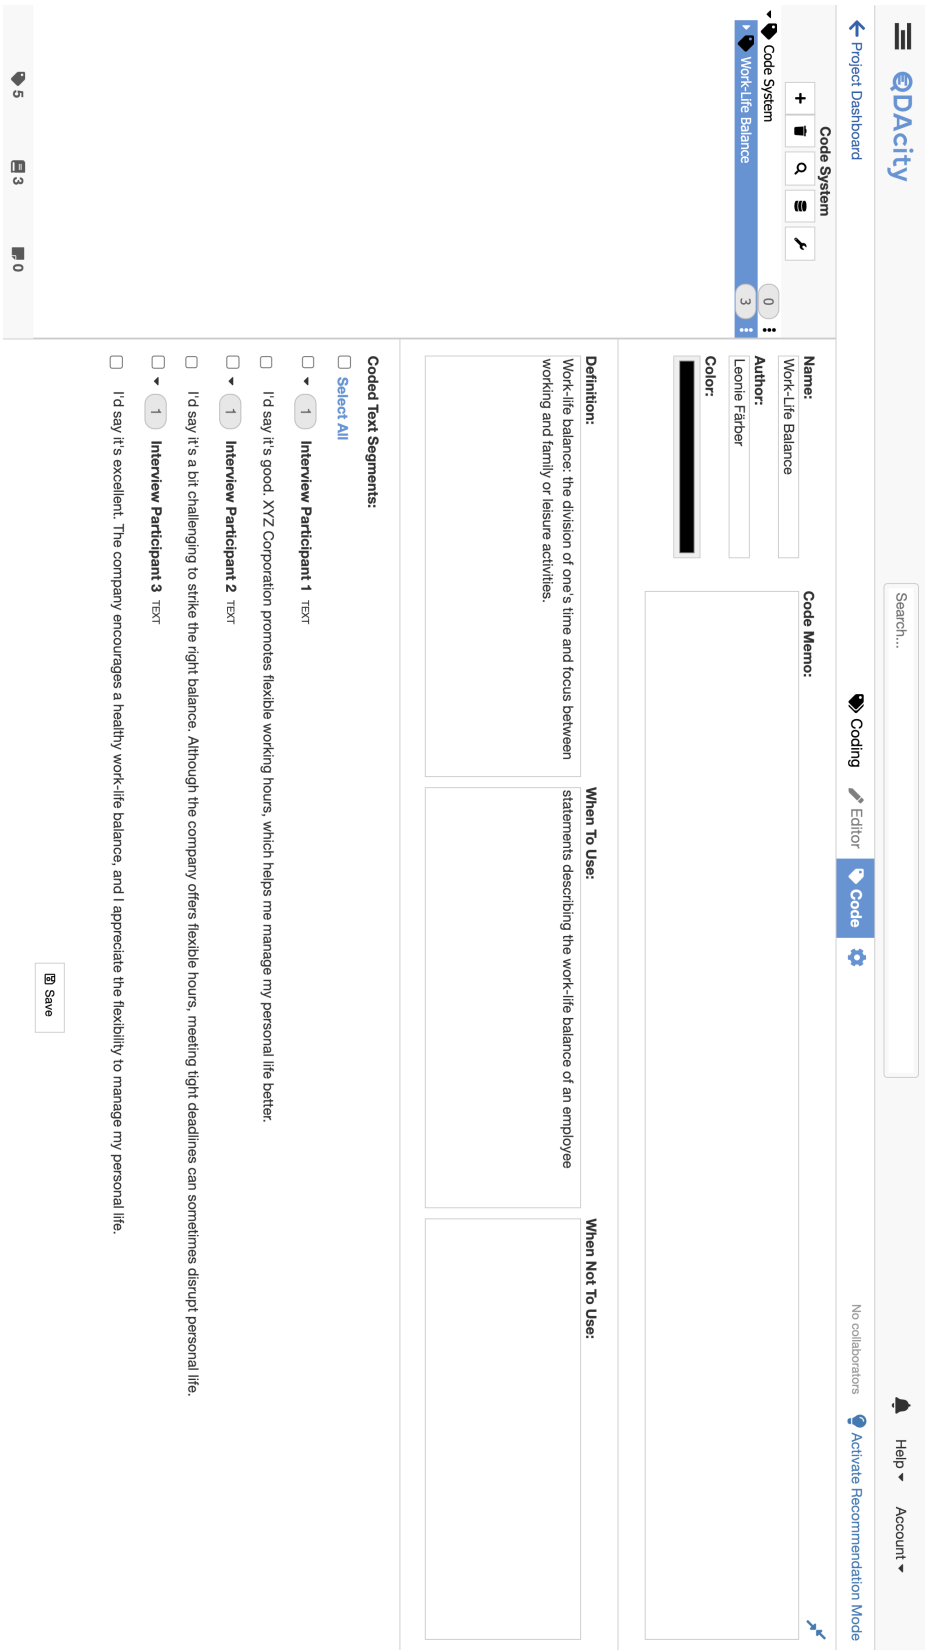 QDAcity
Search...
Help
Account
Project Dashboard
Coding
Editor
Code
No collaborators
Activate Recommendation Mode
Code System
Code System
0
Work-Life Balance
3
Name:
Work-Life Balance
Author:
Leonie Färber
Color:
Code Memo:
Definition:
Work-life balance: the division of one's time and focus between
working and family or leisure activities.
When To Use:
statements describing the work-life balance of an employee
When Not To Use:
Coded Text Segments:
Select All
1 Interview Participant 1 TEXT
I'd say it's good. XYZ Corporation promotes flexible working hours, which helps me manage my personal life better.
1 Interview Participant 2 TEXT
I'd say it's a bit challenging to strike the right balance. Although the company offers flexible hours, meeting tight deadlines can sometimes disrupt personal life.
1 Interview Participant 3 TEXT
I'd say it's excellent. The company encourages a healthy work-life balance, and I appreciate the flexibility to manage my personal life.
Save
5
3
0